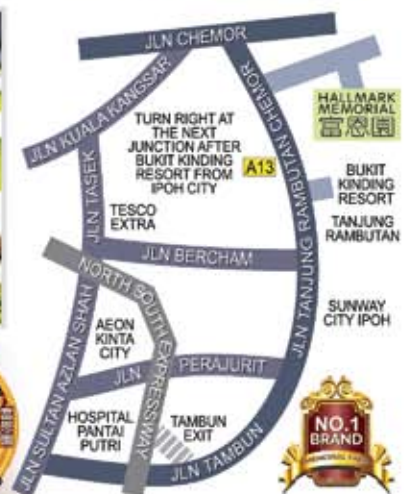 JLN CHEMOR
JLN KUALA KANGSAR
TURN RIGHT AT
THE NEXT
JUNCTION AFTER
BUKIT KINDING
RESORT FROM
IPOH CITY
A13
JLN TANJUNG RAMBUTAN CHEMOR
HALLMARK
MEMORIAL
富恩園
BUKIT
KINDING
RESORT
TANJUNG
RAMBUTAN
JLN TASEK
TESCO
EXTRA
JLN BERCHAM
JLN TANJUNG RAMBUTAN
NORTH SOUTH EXPRESSWAY
SUNWAY
CITY IPOH
JLN SULTAN AZLAN SHAH
AEON
KINTA
CITY
JLN PERAJURIT
HOSPITAL
PANTAI
PUTRI
TAMBUN
EXIT
JLN TAMBUN
NO.1
BRAND